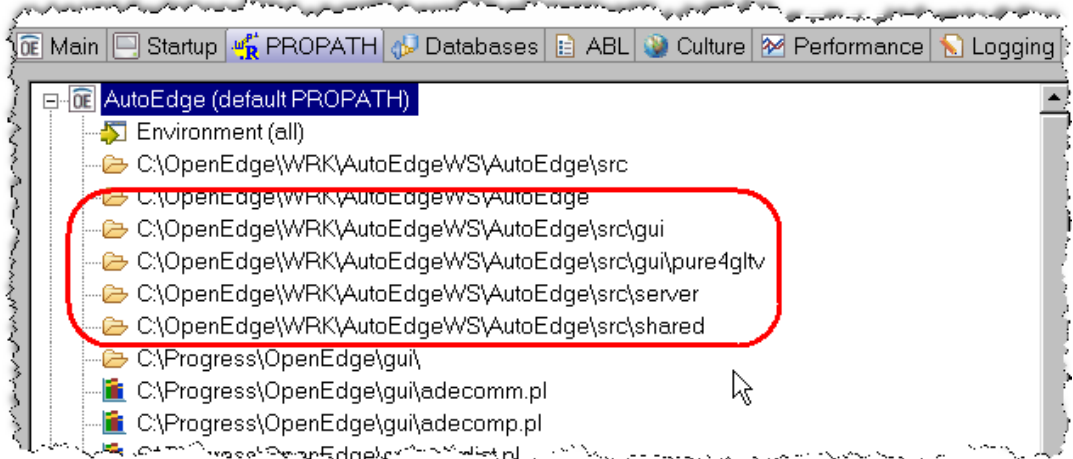 OE Main Startup PROPATH Databases ABL Culture Performance Logging
OE AutoEdge (default PROPATH)
Environment (all)
C:\OpenEdge\WRK\AutoEdgeWS\AutoEdge\src
C:\OpenEdge\WRK\AutoEdgeWS\AutoEdge
C:\OpenEdge\WRK\AutoEdgeWS\AutoEdge\src\gui
C:\OpenEdge\WRK\AutoEdgeWS\AutoEdge\src\gui\pure4gltv
C:\OpenEdge\WRK\AutoEdgeWS\AutoEdge\src\server
C:\OpenEdge\WRK\AutoEdgeWS\AutoEdge\src\shared
C:\Progress\OpenEdge\gui\
C:\Progress\OpenEdge\gui\adecomm.pl
C:\Progress\OpenEdge\gui\adecomp.pl